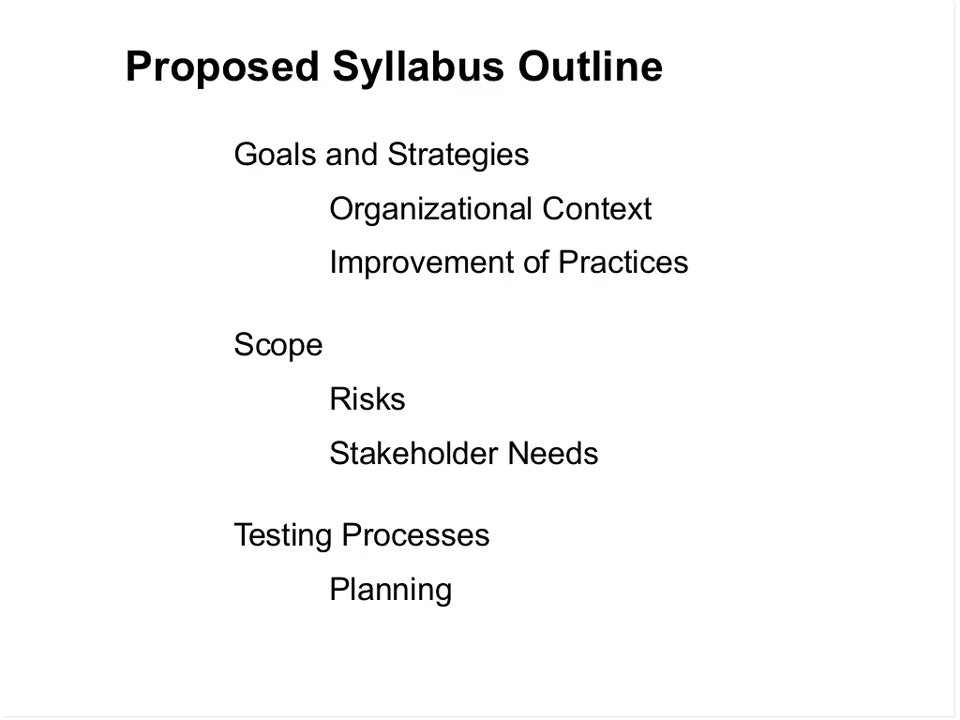 Proposed Syllabus Outline
Goals and Strategies
Organizational Context
Improvement of Practices
Scope
Risks
Stakeholder Needs
Testing Processes
Planning